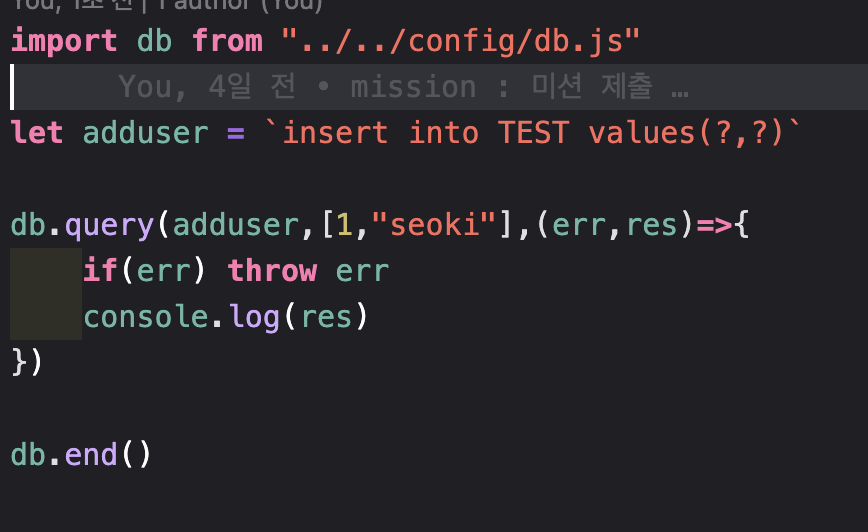 You, 1초 전 | 1 author (You)
import db from "../../config/db.js"
You, 4일 전 • mission : 미션 제출 …
let adduser = `insert into TEST values(?,?)`
db.query(adduser,[1,"seoki"],(err,res)=>{
if(err) throw err
console.log(res)
})
db.end()